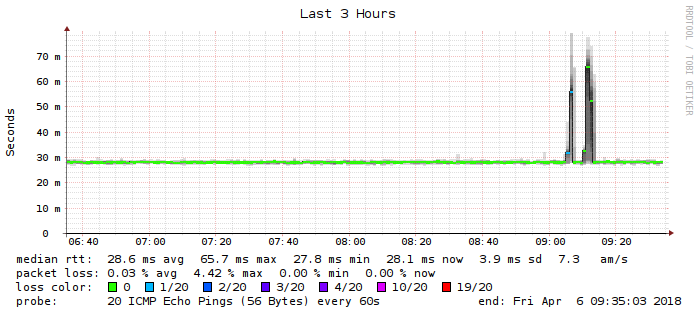 Last 3 Hours
RRDTOOL / TOBI OETIKER
Seconds
70 m
60 m
50 m
40 m
30 m
20 m
10 m
0
06:40 07:00 07:20 07:40 08:00 08:20 08:40 09:00 09:20
median rtt: 28.6 ms avg 65.7 ms max 27.8 ms min 28.1 ms now 3.9 ms sd 7.3 am/s
packet loss: 0.03 % avg 4.42 % max 0.00 % min 0.00 % now
loss color: 0 1/20 2/20 3/20 4/20 10/20 19/20
probe: 20 ICMP Echo Pings (56 Bytes) every 60s end: Fri Apr 6 09:35:03 2018